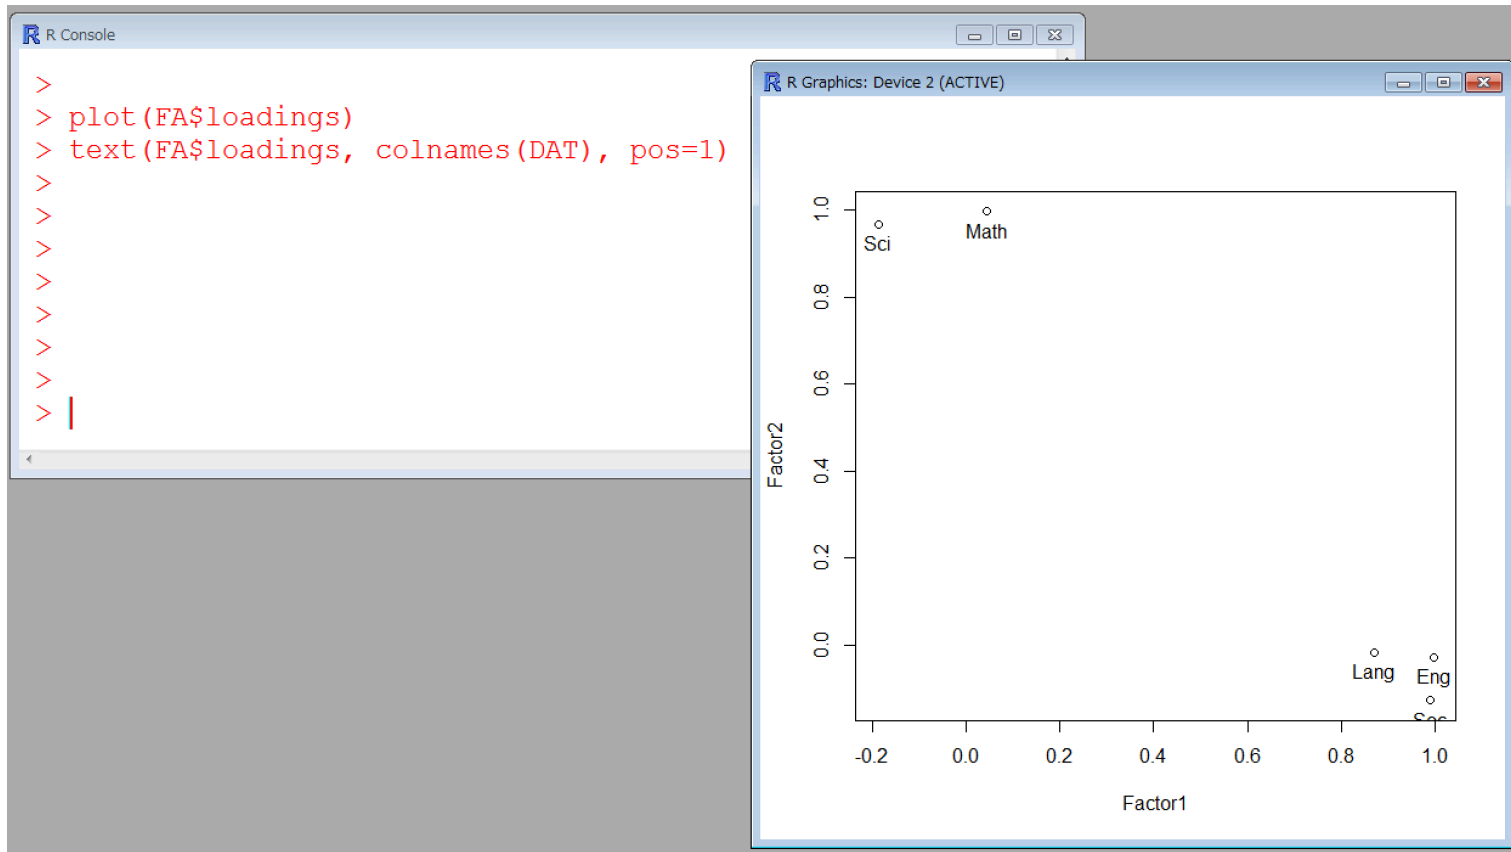 R Console
>
> plot(FA$loadings)
> text(FA$loadings, colnames(DAT), pos=1)
>
>
>
>
>
>
>
>
R Graphics: Device 2 (ACTIVE)
1.0
0.8
0.6
0.4
0.2
0.0
Factor2
Sci
Math
Lang
Eng
-0.2 0.0 0.2 0.4 0.6 0.8 1.0
Factor1